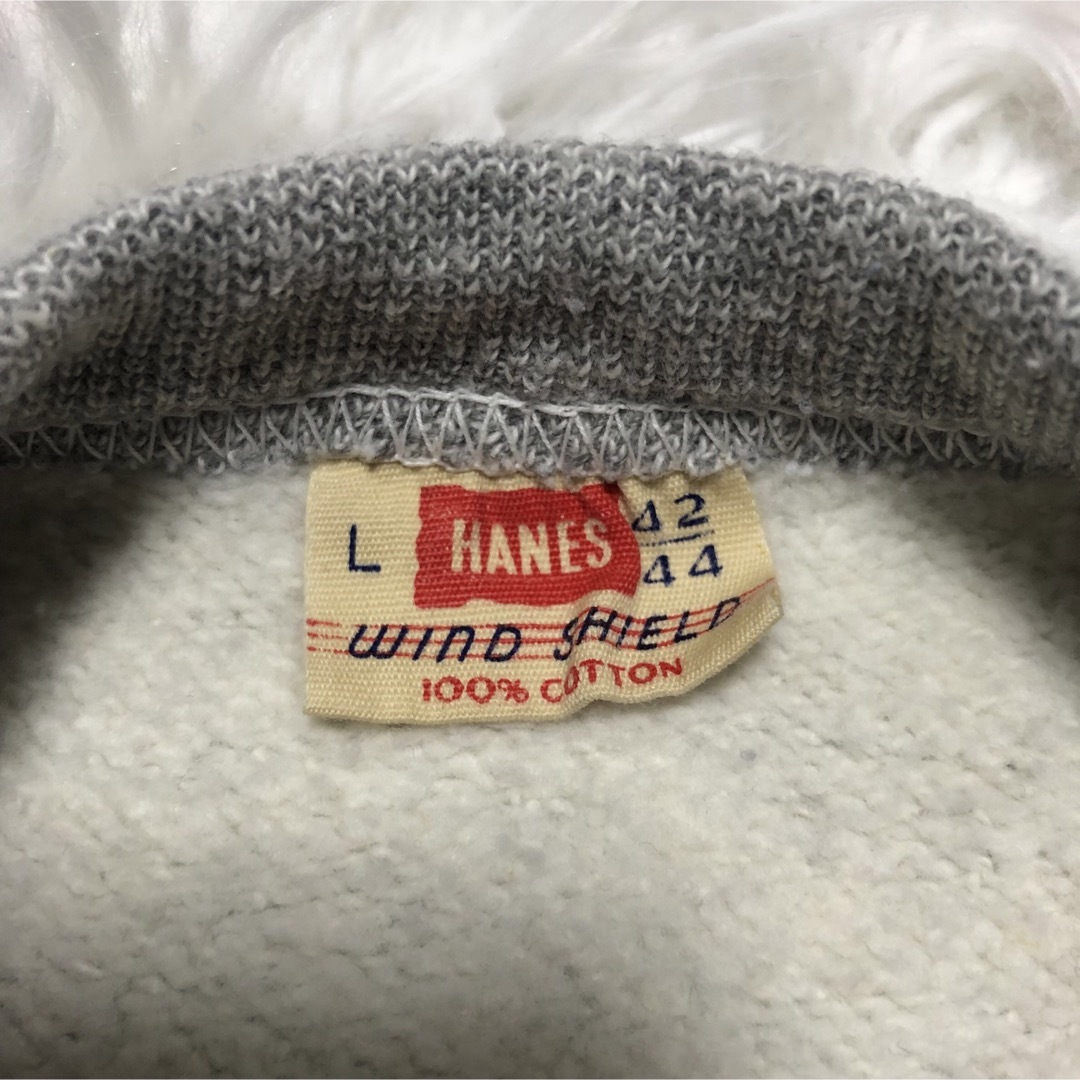 L HANES 42
44
WIND SHIELD
100% COTTON